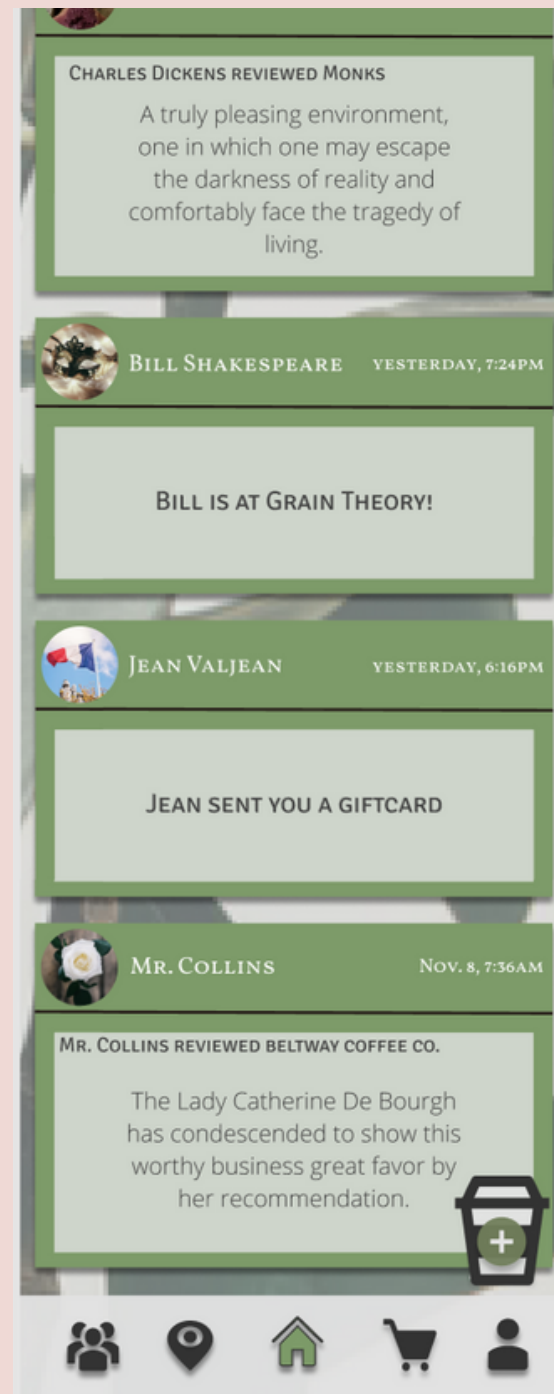 Charles Dickens reviewed Monks
A truly pleasing environment,
one in which one may escape
the darkness of reality and
comfortably face the tragedy of
living.
Bill Shakespeare yesterday, 7:24pm
Bill is at Grain Theory!
Jean Valjean yesterday, 6:16pm
Jean sent you a giftcard
Mr. Collins Nov. 8, 7:36am
Mr. Collins reviewed beltway coffee co.
The Lady Catherine De Bourgh
has condescended to show this
worthy business great favor by
her recommendation.
+